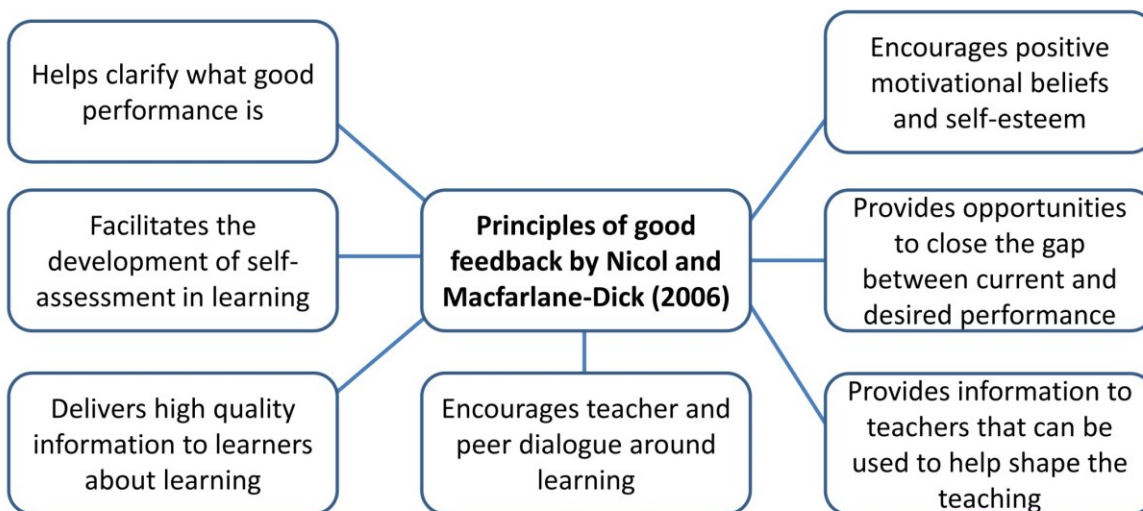 Helps clarify what good
performance is
Encourages positive
motivational beliefs
and self-esteem
Facilitates the
development of self-
assessment in learning
Principles of good
feedback by Nicol and
Macfarlane-Dick (2006)
Provides opportunities
to close the gap
between current and
desired performance
Delivers high quality
information to learners
about learning
Encourages teacher and
peer dialogue around
learning
Provides information to
teachers that can be
used to help shape the
teaching